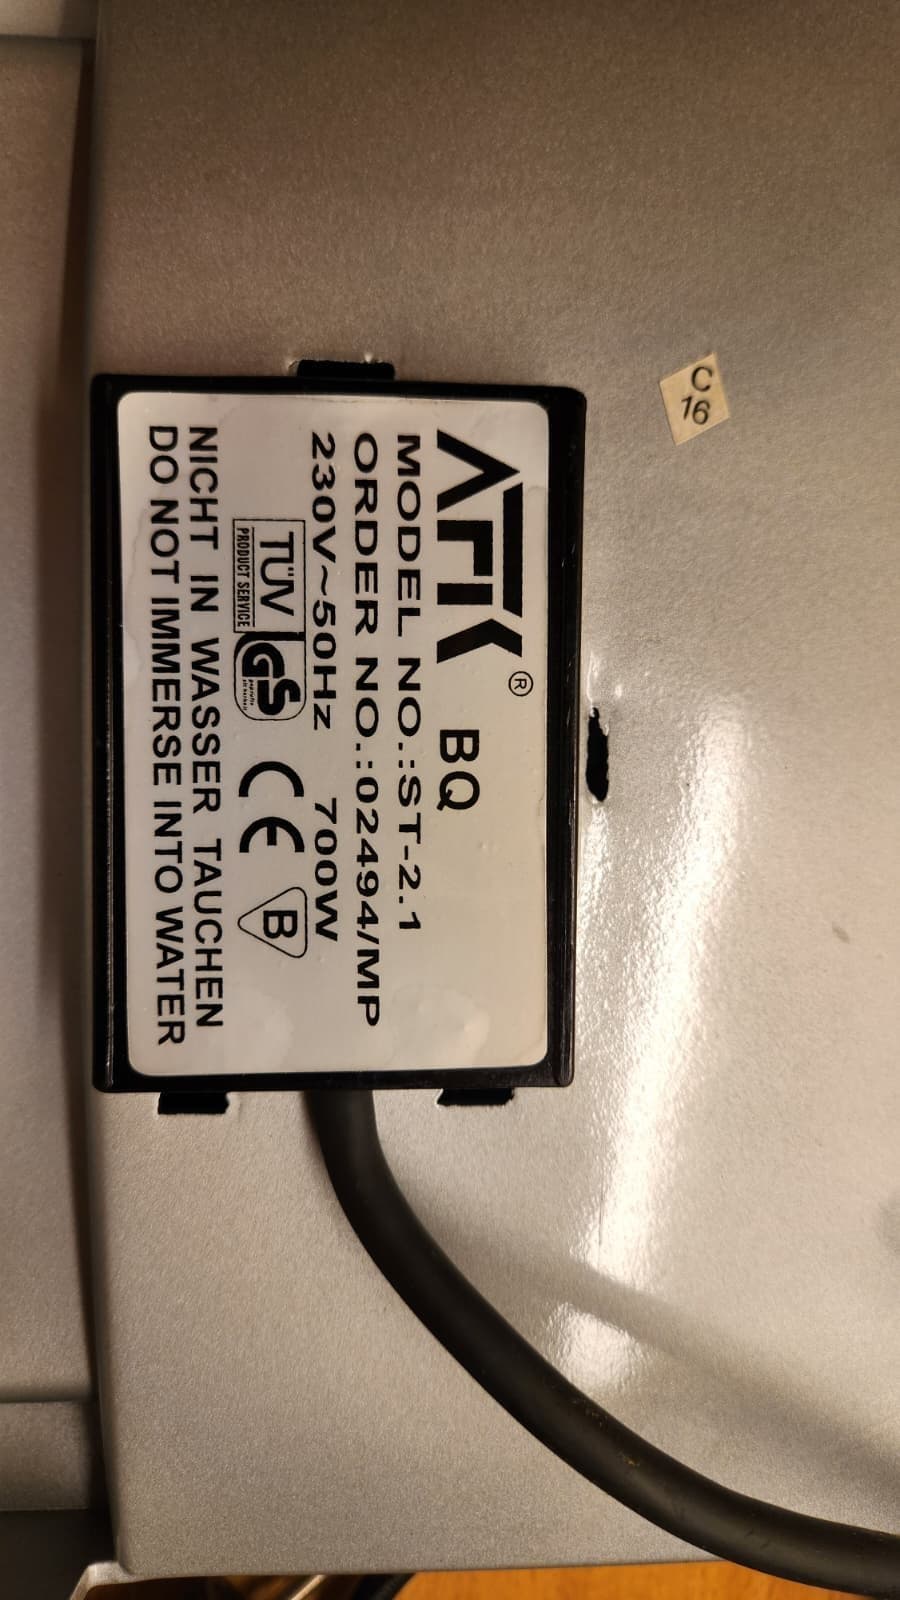 AFK® BQ
MODEL NO.:ST-2.1
ORDER NO.:02494/MP
230V~50Hz 700W
TÜV
PRODUCT SERVICE
GS
CE
B
NICHT IN WASSER TAUCHEN
DO NOT IMMERSE INTO WATER
C
16